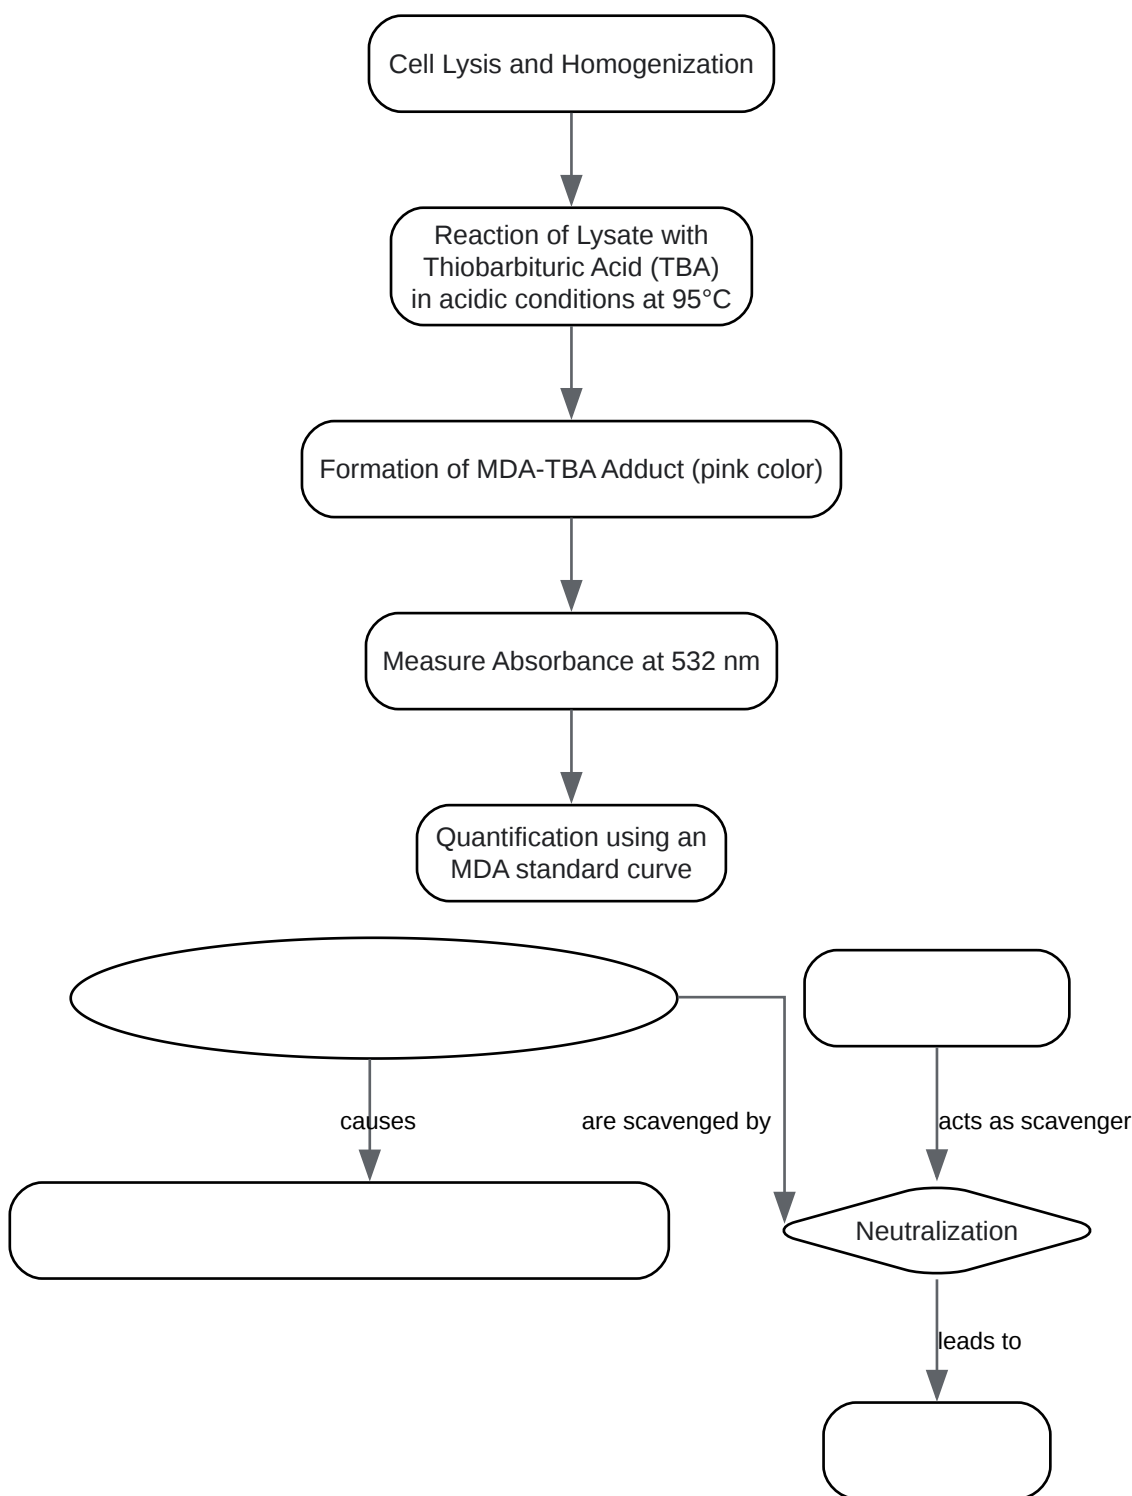 Cell Lysis and Homogenization
Reaction of Lysate with
Thiobarbituric Acid (TBA)
in acidic conditions at 95°C
Formation of MDA-TBA Adduct (pink color)
Measure Absorbance at 532 nm
Quantification using an
MDA standard curve
causes
are scavenged by
acts as scavenger
Neutralization
leads to